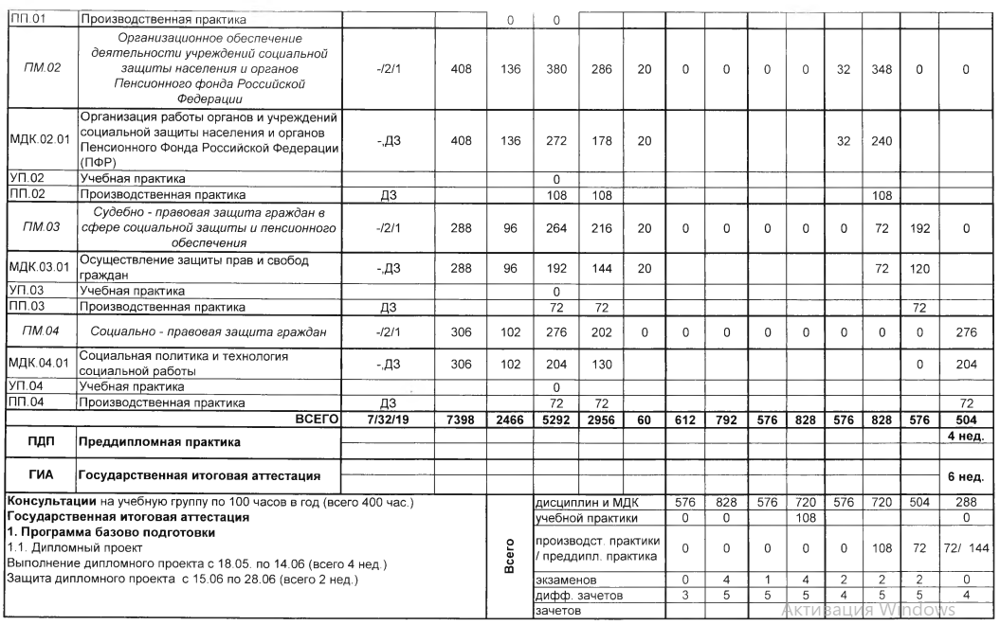 ПП.01 Производственная практика 0 0
Организационное обеспечение
деятельности учреждений социальной
ПМ.02 защиты населения и органов -/2/1 408 136 380 286 20 0 0 0 0 32 348 0 0
Пенсионного фонда Российской
Федерации
Организация работы органов и учреждений
МДК.02.01 социальной защиты населения и органов -,ДЗ 408 136 272 178 20 32 240
Пенсионного Фонда Российской Федерации
(ПФР)
УП.02 Учебная практика 0
ПП.02 Производственная практика ДЗ 108 108 108
Судебно - правовая защита граждан в
ПМ.03 сфере социальной защиты и пенсионного -/2/1 288 96 264 216 20 0 0 0 0 0 72 192 0
обеспечения
МДК.03.01 Осуществление защиты прав и свобод -,ДЗ 288 96 192 144 20 72 120
граждан
УП.03 Учебная практика 0
ПП.03 Производственная практика ДЗ 72 72 72
ПМ.04 Социально - правовая защита граждан -/2/1 306 102 276 202 0 0 0 0 0 0 0 0 276
МДК.04.01 Социальная политика и технология -,ДЗ 306 102 204 130 0 204
социальной работы
УП.04 Учебная практика 0
ПП.04 Производственная практика ДЗ 72 72 72
ВСЕГО 7/32/19 7398 2466 5292 2956 60 612 792 576 828 576 828 576 504
ПДП Преддипломная практика 4 нед.
ГИА Государственная итоговая аттестация 6 нед.
Консультации на учебную группу по 100 часов в год (всего 400 час.)
Государственная итоговая аттестация
1. Программа базово подготовки
1.1. Дипломный проект
Выполнение дипломного проекта с 18.05. по 14.06 (всего 4 нед.)
Защита дипломного проекта с 15.06 по 28.06 (всего 2 нед.)
Всего
дисциплин и МДК 576 828 576 720 576 720 504 288
учебной практики 0 0 108 0
производст. практики
/ преддипл. практика 0 0 0 0 0 108 72 72/ 144
экзаменов 0 4 1 4 2 2 2 0
дифф. зачетов 3 5 5 5 4 5 5 4
зачетов
Активация Windows